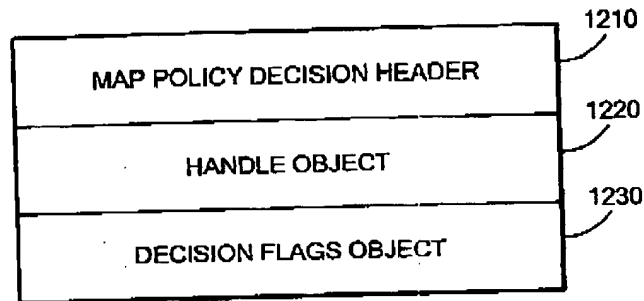 1210
MAP POLICY DECISION HEADER
1220
HANDLE OBJECT
1230
DECISION FLAGS OBJECT